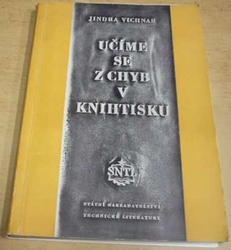 JINDRA VICHNAR
UČÍME
SE
Z CHYB
V
KNIHTISKU
SNTL
STÁTNÍ NAKLADATELSTVÍ
TECHNICKÉ LITERATURY